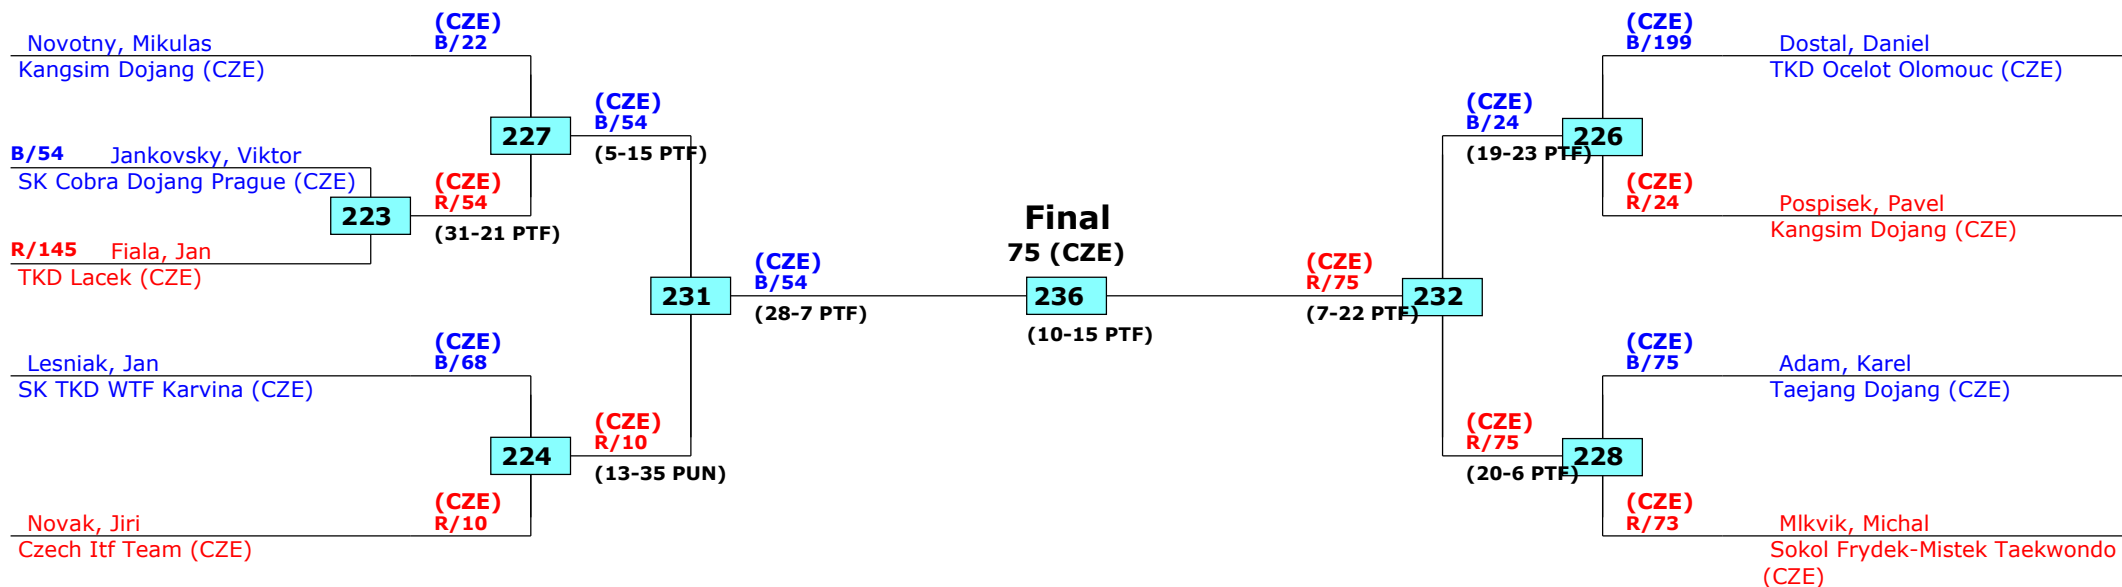 (CZE)
B/22
Novotny, Mikulas
Kangsim Dojang (CZE)
227
(CZE)
B/54
(5-15 PTF)
B/54
Jankovsky, Viktor
SK Cobra Dojang Prague (CZE)
223
(CZE)
R/54
(31-21 PTF)
R/145
Fiala, Jan
TKD Lacek (CZE)
231
(CZE)
B/54
(28-7 PTF)
(CZE)
B/68
Lesniak, Jan
SK TKD WTF Karvina (CZE)
224
(CZE)
R/10
(13-35 PUN)
(CZE)
R/10
Novak, Jiri
Czech Itf Team (CZE)
Final
75 (CZE)
236
(10-15 PTF)
(CZE)
B/199
Dostal, Daniel
TKD Ocelot Olomouc (CZE)
(CZE)
B/24
(19-23 PTF)
226
(CZE)
R/24
Pospisek, Pavel
Kangsim Dojang (CZE)
(CZE)
R/75
(7-22 PTF)
232
(CZE)
B/75
Adam, Karel
Taejang Dojang (CZE)
(CZE)
R/75
(20-6 PTF)
228
(CZE)
R/73
Mlkvik, Michal
Sokol Frydek-Mistek Taekwondo
(CZE)